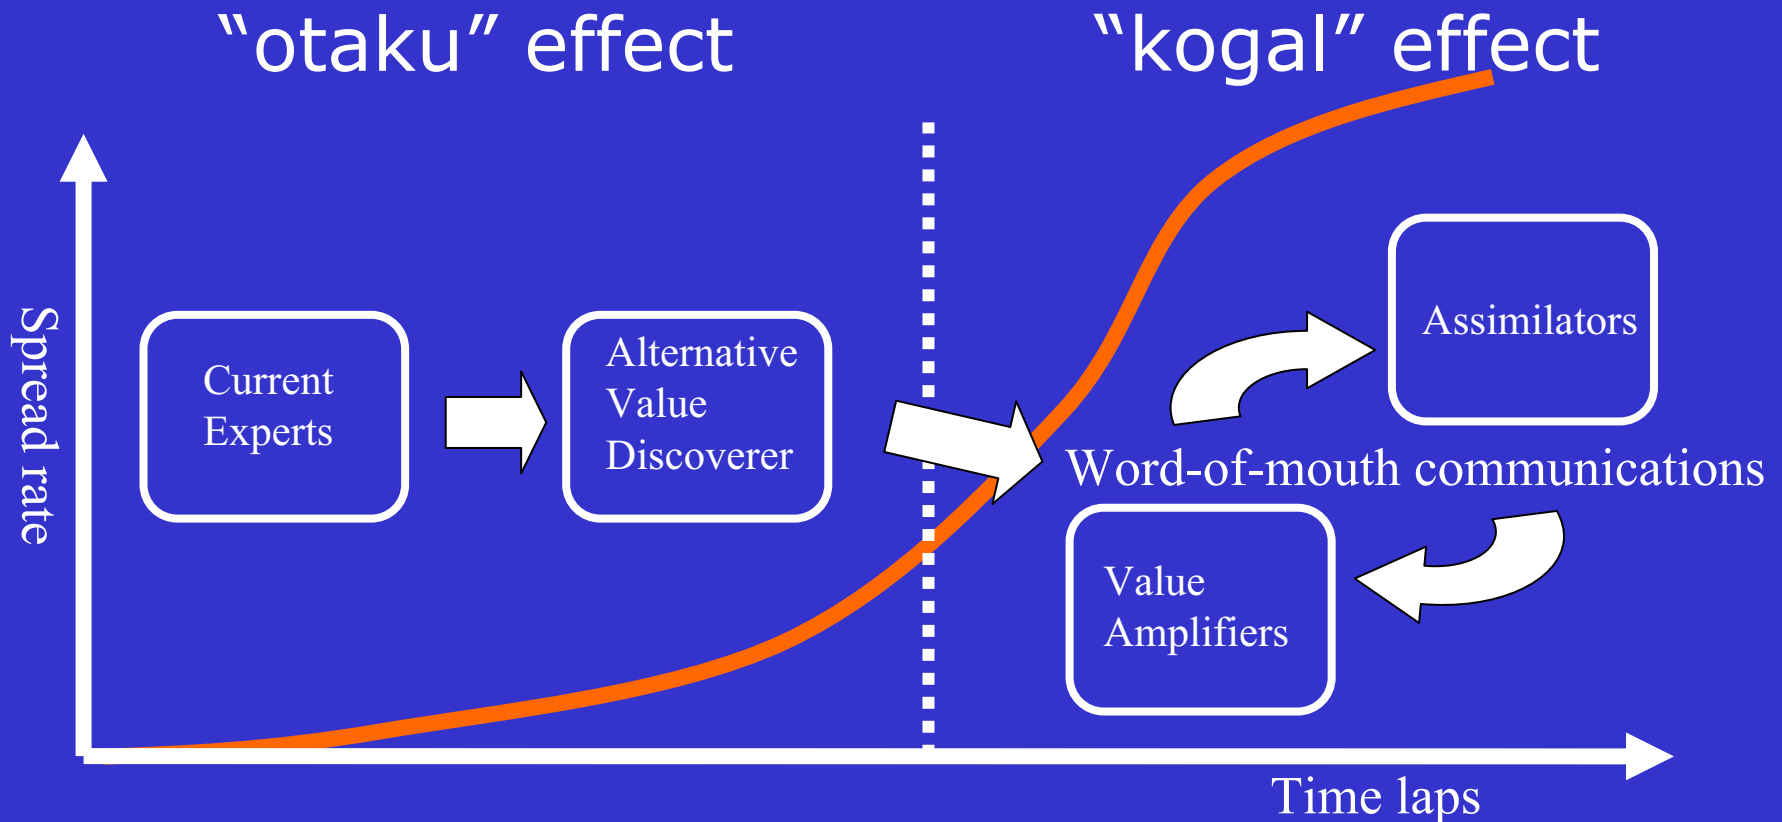 “otaku” effect
“kogal” effect
Spread rate
Current
Experts
Alternative
Value
Discoverer
Assimilators
Word-of-mouth communications
Value
Amplifiers
Time laps